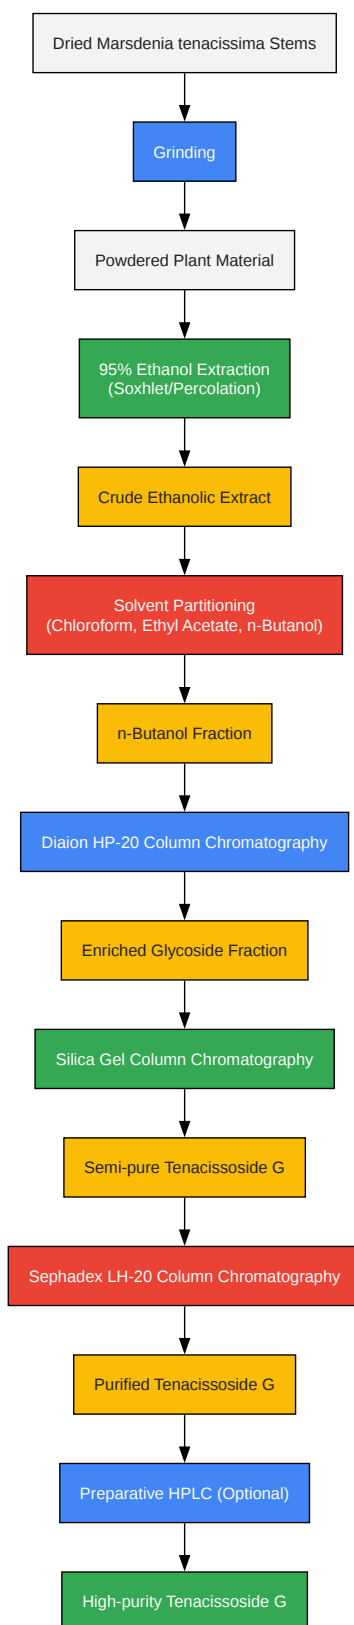 Dried Marsdenia tenacissima Stems
Grinding
Powdered Plant Material
95% Ethanol Extraction
(Soxhlet/Percolation)
Crude Ethanolic Extract
Solvent Partitioning
(Chloroform, Ethyl Acetate, n-Butanol)
n-Butanol Fraction
Diaion HP-20 Column Chromatography
Enriched Glycoside Fraction
Silica Gel Column Chromatography
Semi-pure Tenacissoside G
Sephadex LH-20 Column Chromatography
Purified Tenacissoside G
Preparative HPLC (Optional)
High-purity Tenacissoside G